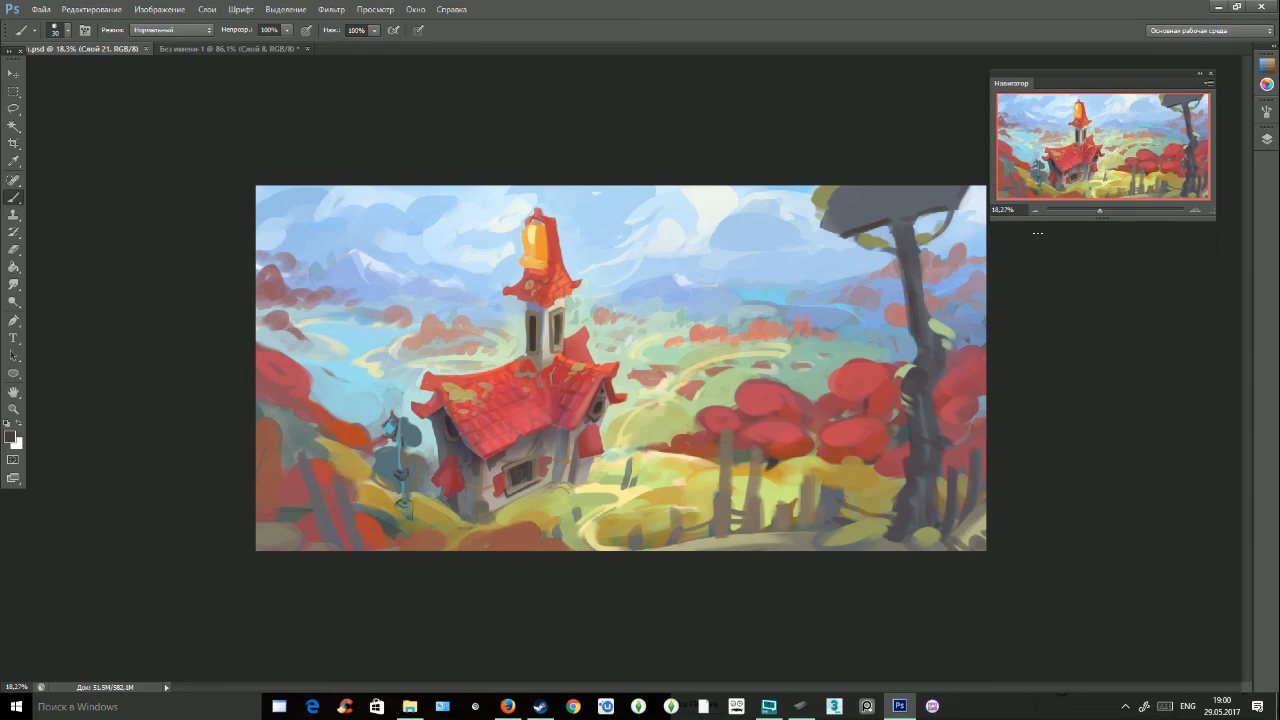 Ps Файл Редактирование Изображение Слои Шрифт Выделение Фильтр Просмотр Окно Справка
30 Режим: Нормальный Непрозр.: 100% Наж.: 100% Основная рабочая среда
.psd @ 18.3% (Слой 21, RGB/8) × Без имени-1 @ 86,1% (Слой 8, RGB/8) * ×
Навигатор
18,27%
18,27% Док: 51,5M/582,1M
Поиск в Windows
ENG
19:00
29.05.2017